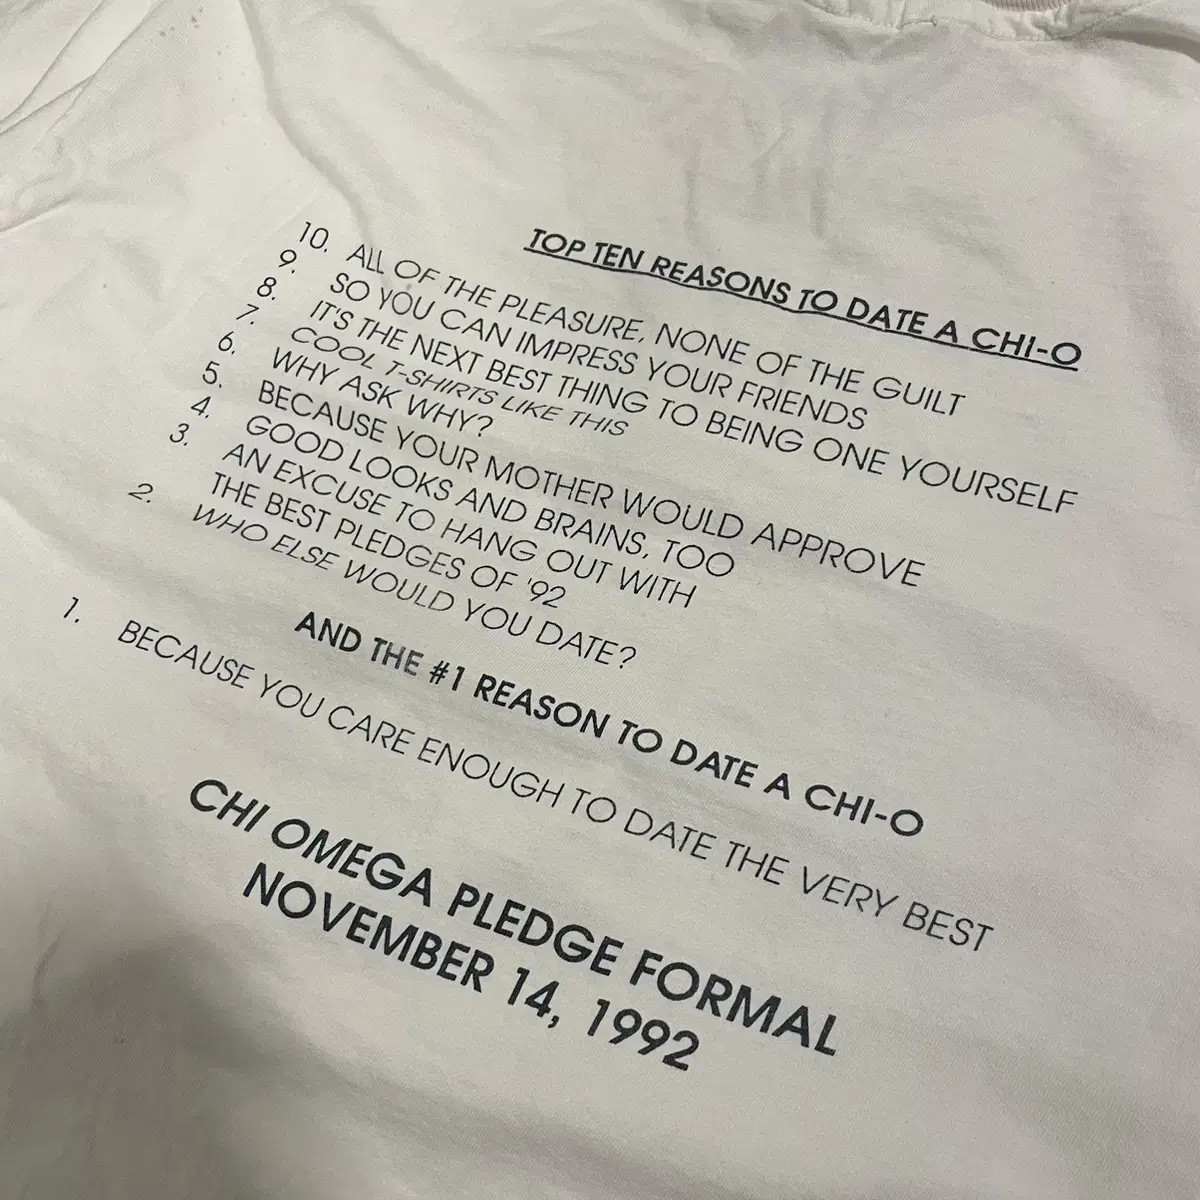 TOP TEN REASONS TO DATE A CHI-O
10. ALL OF THE PLEASURE, NONE OF THE GUILT
9. SO YOU CAN IMPRESS YOUR FRIENDS
8. IT'S THE NEXT BEST THING TO BEING ONE YOURSELF
7. COOL T-SHIRTS LIKE THIS
6. WHY ASK WHY?
5. BECAUSE YOUR MOTHER WOULD APPROVE
4. GOOD LOOKS AND BRAINS, TOO
3. AN EXCUSE TO HANG OUT WITH
THE BEST PLEDGES OF '92
2. WHO ELSE WOULD YOU DATE?
AND THE #1 REASON TO DATE A CHI-O
1. BECAUSE YOU CARE ENOUGH TO DATE THE VERY BEST
CHI OMEGA PLEDGE FORMAL
NOVEMBER 14, 1992